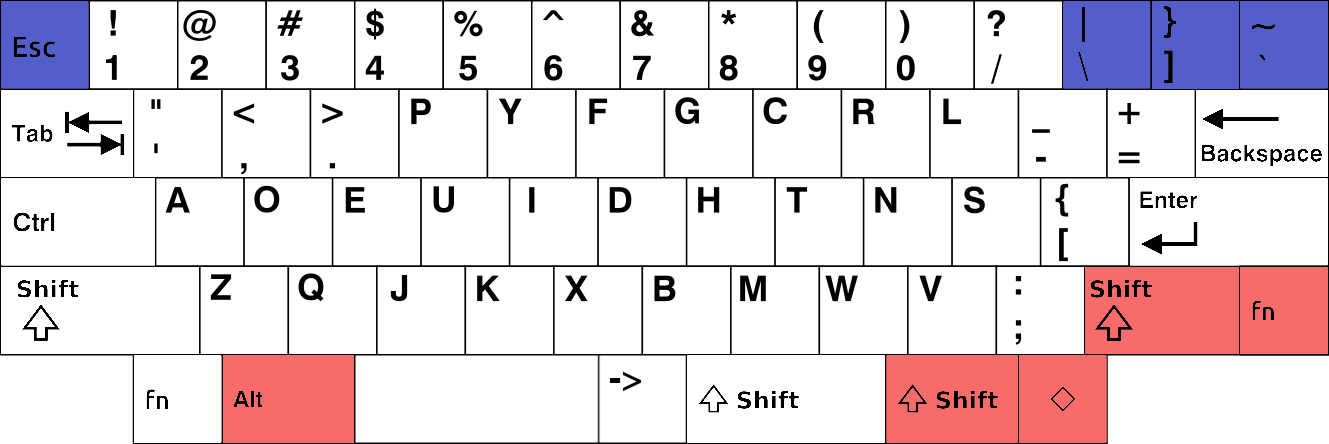 Esc ! @ # $ % ^ & * ( ) ? | } ~
1 2 3 4 5 6 7 8 9 0 / \ ] `
Tab " < > P Y F G C R L _ +
' , . - = Backspace
Ctrl A O E U I D H T N S { Enter
[
Shift Z Q J K X B M W V : Shift fn
;
fn Alt -> Shift Shift